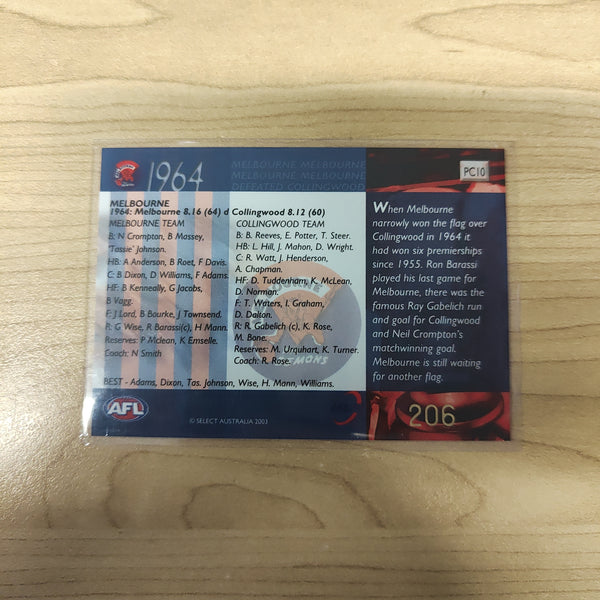 1964
MELBOURNE MELBOURNE
MELBOURNE MELBOURNE
DEFEATED COLLINGWOOD
PC10
MELBOURNE
1964: Melbourne 8.16 (64) d Collingwood 8.12 (60)
MELBOURNE TEAM
B: N Crompton, B Massey,
'Tassie' Johnson.
HB: A Anderson, B Roet, F Davis.
C: B Dixon, D Williams, F Adams.
HF: B Kenneally, G Jacobs,
B Vagg.
F: J Lord, B Bourke, J Townsend.
R: G Wise, R Barassi(c), H Mann.
Reserves: P Mclean, K Emselle.
Coach: N Smith
COLLINGWOOD TEAM
B: B. Reeves, E. Potter, T. Steer.
HB: L. Hill, J. Mahon, D. Wright.
C: R. Watt, J. Henderson,
A. Chapman.
HF: D. Tuddenham, K. McLean,
D. Norman.
F: T. Waters, I. Graham,
D. Dalton.
R: R. Gabelich (c), K. Rose,
M. Bone.
Reserves: M. Urquhart, K. Turner.
Coach: R. Rose.
BEST - Adams, Dixon, Tas. Johnson, Wise, H. Mann, Williams.
When Melbourne
narrowly won the flag over
Collingwood in 1964 it
had won six premierships
since 1955. Ron Barassi
played his last game for
Melbourne, there was the
famous Ray Gabelich run
and goal for Collingwood
and Neil Crompton's
matchwinning goal.
Melbourne is still waiting
for another flag.
AFL
© SELECT AUSTRALIA 2003
206